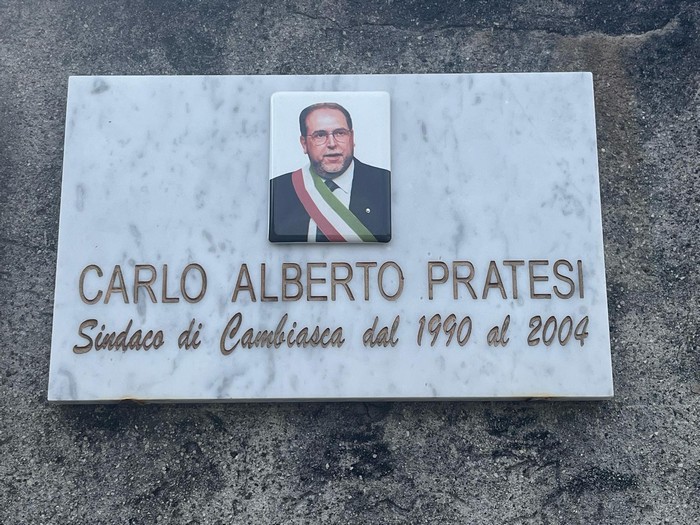 CARLO ALBERTO PRATESI
Sindaco di Cambiasca dal 1990 al 2004